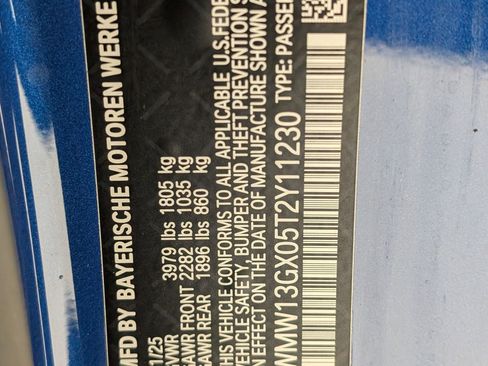 MFD BY BAYERISCHE MOTOREN WERKE
1/25
GVWR 3979 lbs 1805 kg
GAWR FRONT 2282 lbs 1035 kg
GAWR REAR 1896 lbs 860 kg
THIS VEHICLE CONFORMS TO ALL APPLICABLE U.S.FEDE
VEHICLE SAFETY, BUMPER AND THEFT PREVENTION S
IN EFFECT ON THE DATE OF MANUFACTURE SHOWN A
WMW13GX05T2Y11230 TYPE: PASSE